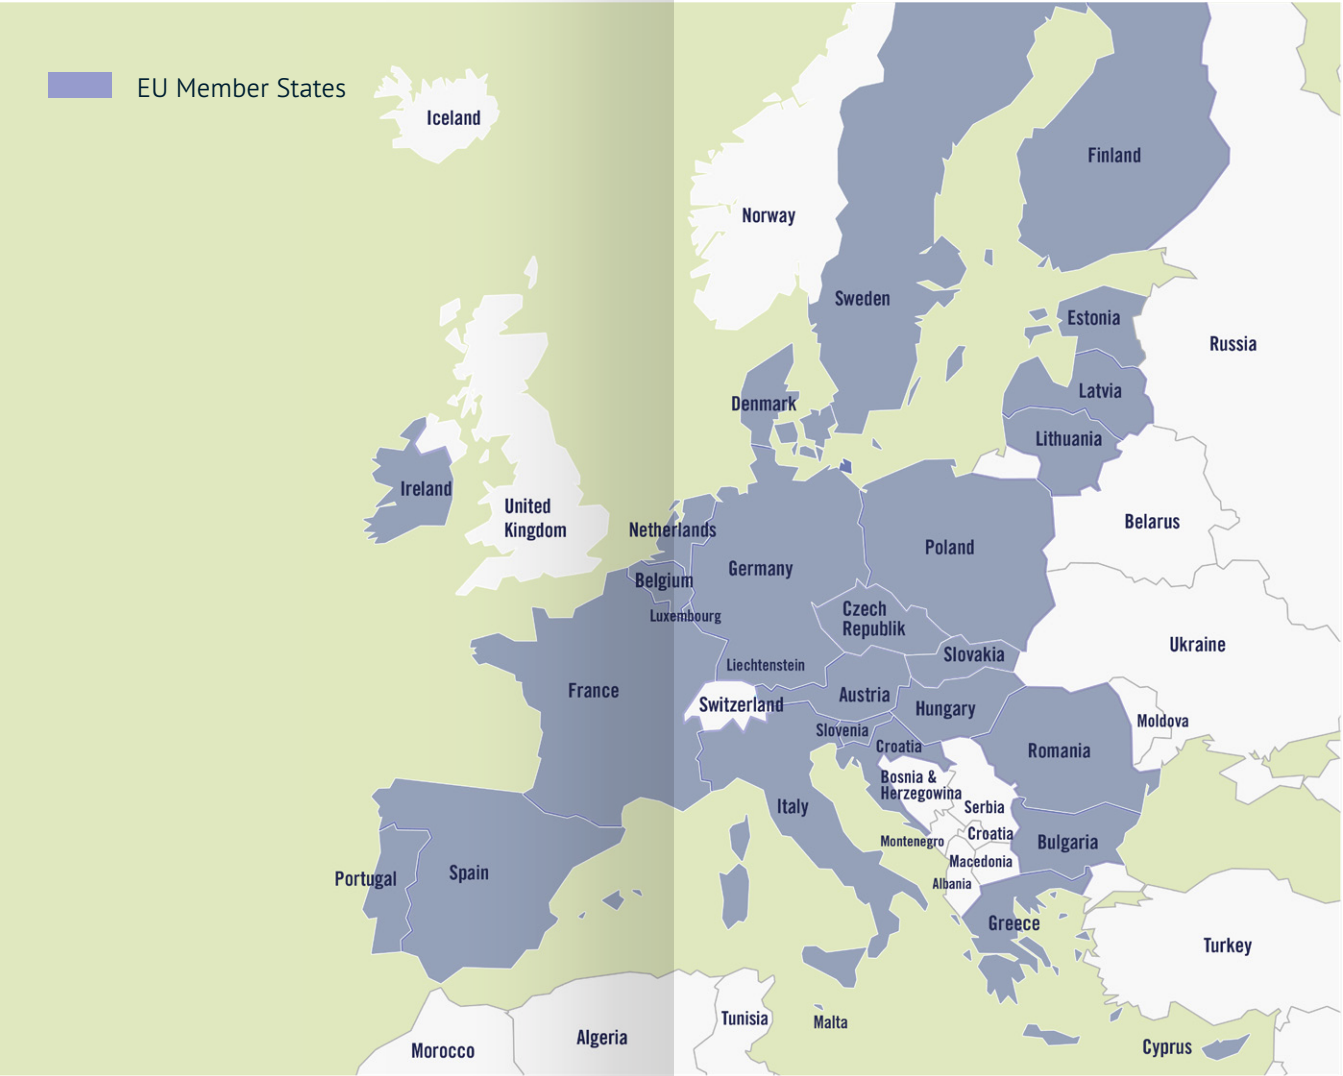 EU Member States
Iceland
Finland
Norway
Sweden
Estonia
Russia
Latvia
Denmark
Lithuania
Ireland
United
Kingdom
Netherlands
Belarus
Poland
Germany
Belgium
Luxembourg
Czech
Republik
Ukraine
Slovakia
Liechtenstein
France
Austria
Switzerland
Hungary
Moldova
Slovenia
Croatia
Romania
Bosnia &
Herzegowina
Italy
Serbia
Croatia
Montenegro
Bulgaria
Macedonia
Spain
Portugal
Albania
Greece
Turkey
Tunisia
Malta
Algeria
Morocco
Cyprus